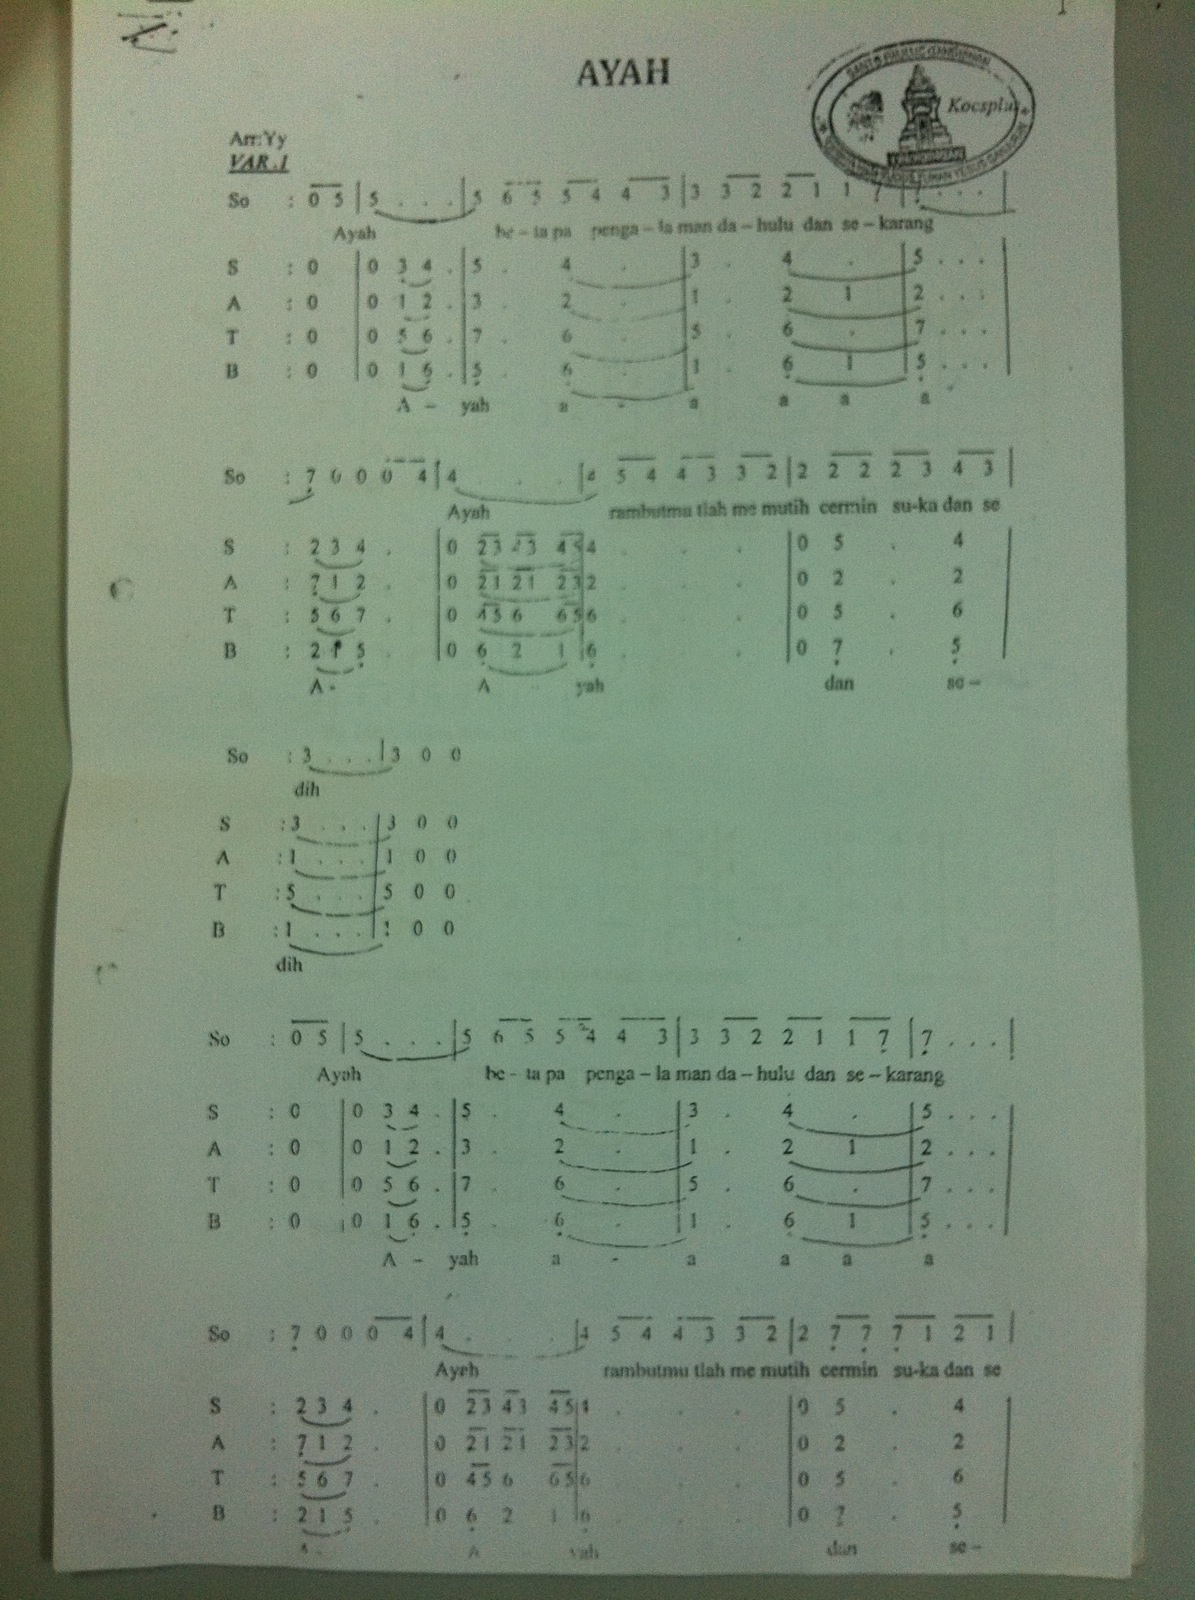 AYAH
Kocsplu
Arr:Yy
VAR.1
So : 0 5 | 5 . . . | 5 6 5 5 4 4 3 | 3 3 2 2 1 1 7 | 7 . . . |
Ayah be - ta pa penga - la man da - hulu dan se - karang
S : 0 | 0 3 4 . | 5 . 4 . | 3 . 4 . | 5 . . . |
A : 0 | 0 1 2 . | 3 . 2 . | 1 . 2 1 | 2 . . . |
T : 0 | 0 5 6 . | 7 . 6 . | 5 . 6 . | 7 . . . |
B : 0 | 0 1 6 . | 5 . 6 . | 1 . 6 1 | 5 . . . |
A - yah a - a a a a
So : 7 0 0 0 4 | 4 . . . | 4 5 4 4 3 3 2 | 2 2 2 2 3 4 3 |
Ayah rambutmu tlah me mutih cermin su-ka dan se
S : 2 3 4 . | 0 2 3 4 3 4 5 | 4 . . . | 0 5 . 4 |
A : 7 1 2 . | 0 2 1 2 1 2 3 | 2 . . . | 0 2 . 2 |
T : 5 6 7 . | 0 4 5 6 6 5 | 6 . . . | 0 5 . 6 |
B : 2 1 5 . | 0 6 2 1 | 6 . . . | 0 7 . 5 |
A - A yah dan se -
So : 3 . . . | 3 0 0
dih
S : 3 . . . | 3 0 0
A : 1 . . . | 1 0 0
T : 5 . . . | 5 0 0
B : 1 . . . | 1 0 0
dih
So : 0 5 | 5 . . . | 5 6 5 5 4 4 3 | 3 3 2 2 1 1 7 | 7 . . . |
Ayah be - ta pa penga - la man da - hulu dan se - karang
S : 0 | 0 3 4 . | 5 . 4 . | 3 . 4 . | 5 . . . |
A : 0 | 0 1 2 . | 3 . 2 . | 1 . 2 1 | 2 . . . |
T : 0 | 0 5 6 . | 7 . 6 . | 5 . 6 . | 7 . . . |
B : 0 | 0 1 6 . | 5 . 6 . | 1 . 6 1 | 5 . . . |
A - yah a - a a a a
So : 7 0 0 0 4 | 4 . . | 4 5 4 4 3 3 2 | 2 7 7 7 1 2 1 |
Ayah rambutmu tlah me mutih cermin su-ka dan se
S : 2 3 4 . | 0 2 3 4 3 4 5 | 4 . . . | 0 5 . 4 |
A : 7 1 2 . | 0 2 1 2 1 2 3 | 2 . . . | 0 2 . 2 |
T : 5 6 7 . | 0 4 5 6 6 5 | 6 . . . | 0 5 . 6 |
B : 2 1 5 . | 0 6 2 1 | 6 . . . | 0 7 . 5 |
A - A yah dan se -